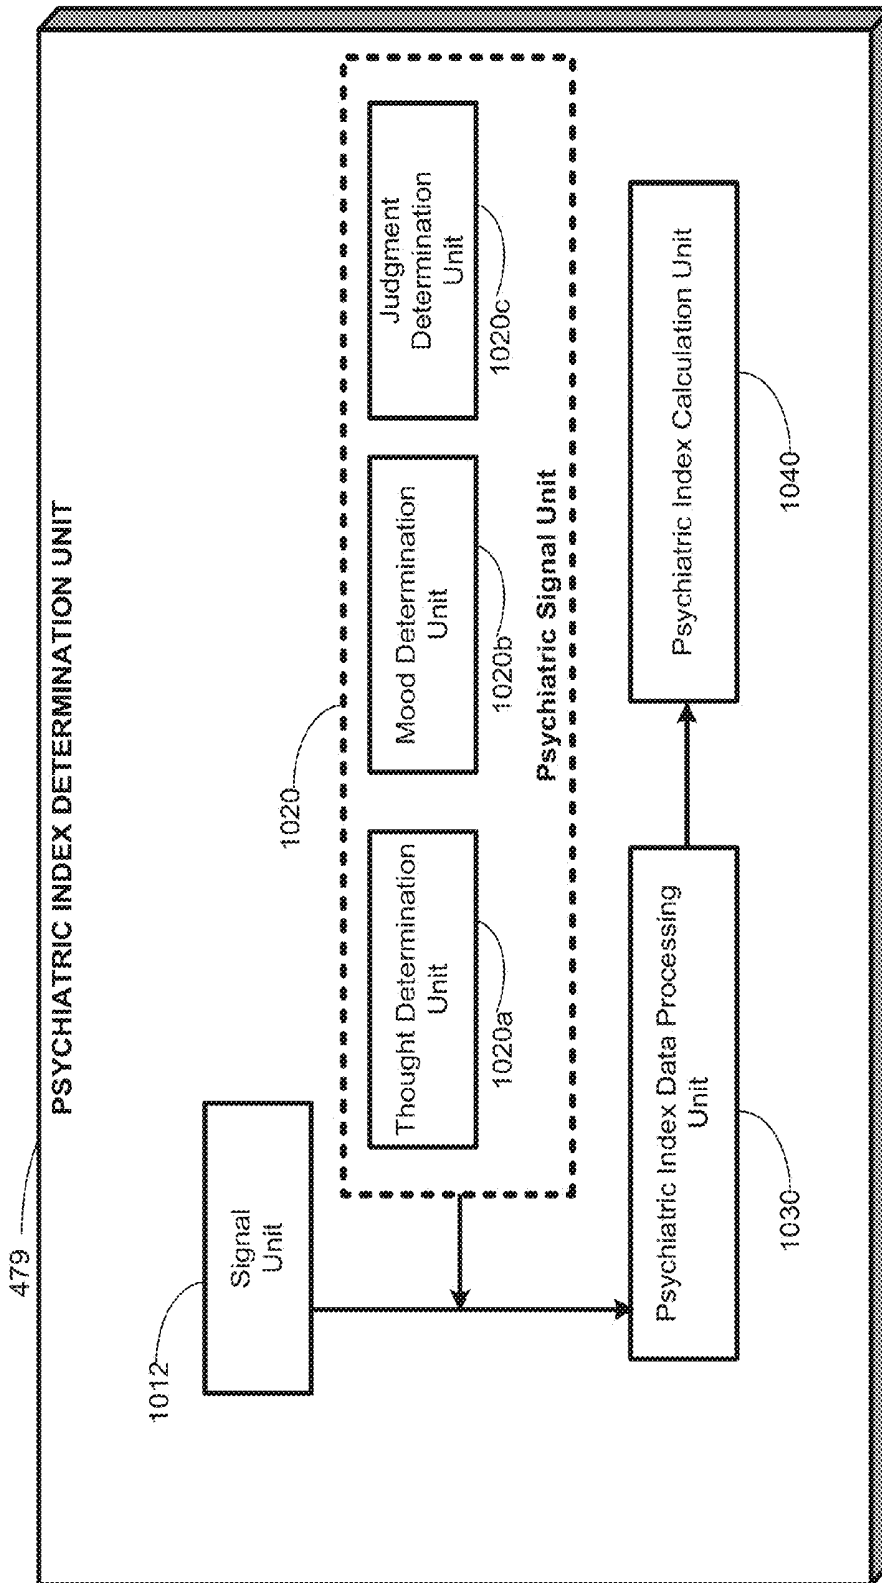 479
PSYCHIATRIC INDEX DETERMINATION UNIT
1012
Signal
Unit
1020
Thought Determination
Unit
1020a
Mood Determination
Unit
1020b
Judgment
Determination
Unit
1020c
Psychiatric Signal Unit
Psychiatric Index Data Processing
Unit
1030
Psychiatric Index Calculation Unit
1040